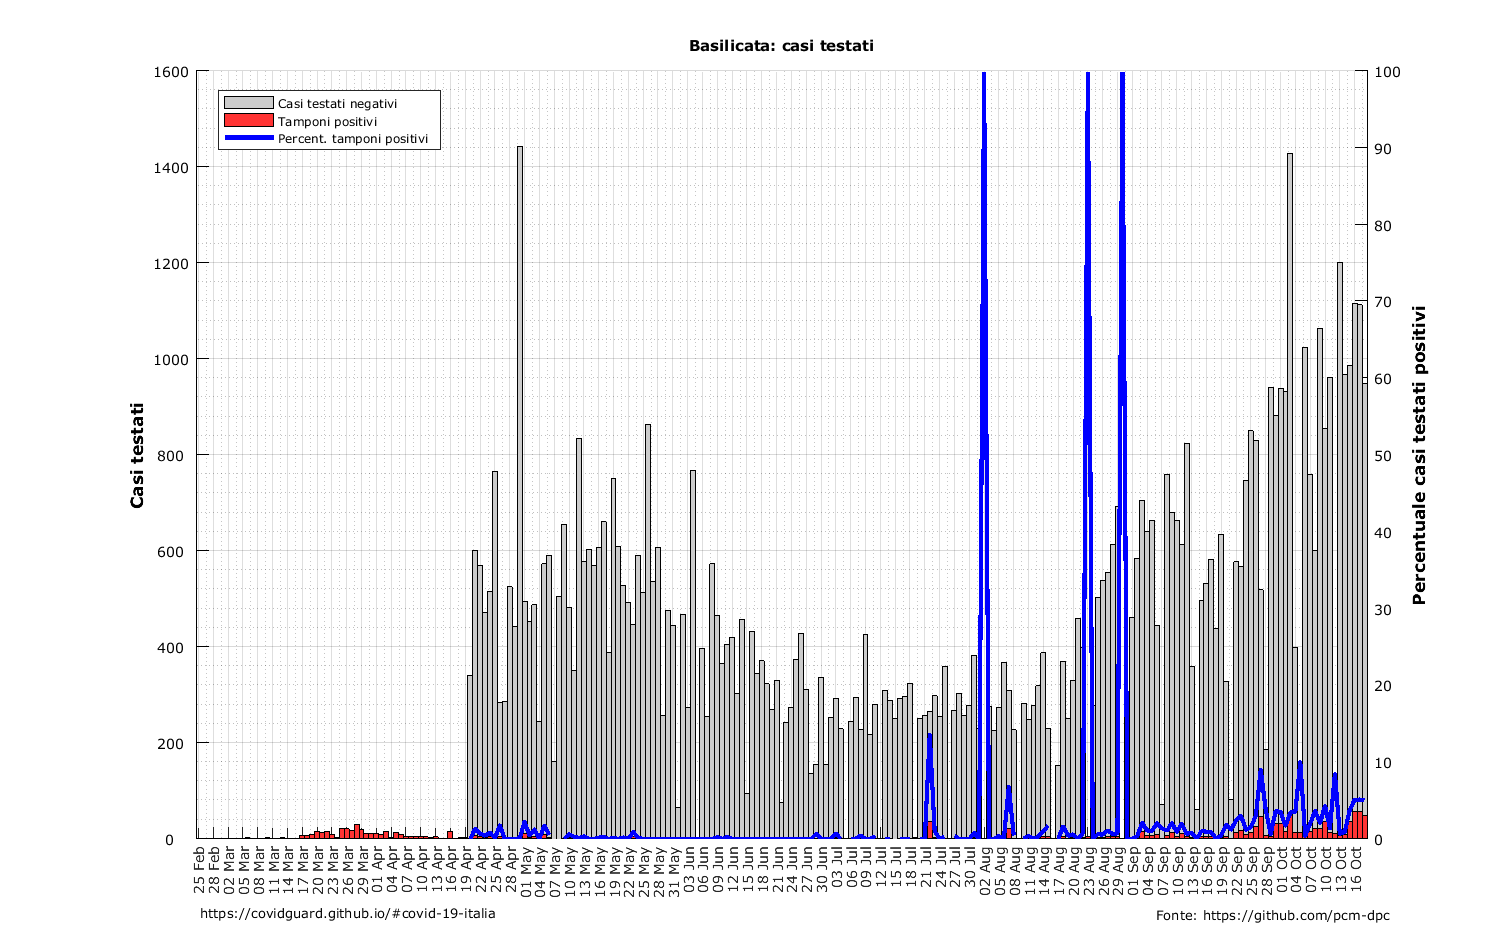 Basilicata: casi testati
Casi testati negativi
Tamponi positivi
Percent. tamponi positivi
1600
1400
1200
1000
800
600
400
200
0
Casi testati
100
90
80
70
60
50
40
30
20
10
0
Percentuale casi testati positivi
25 Feb
28 Feb
02 Mar
05 Mar
08 Mar
11 Mar
14 Mar
17 Mar
20 Mar
23 Mar
26 Mar
29 Mar
01 Apr
04 Apr
07 Apr
10 Apr
13 Apr
16 Apr
19 Apr
22 Apr
25 Apr
28 Apr
01 May
04 May
07 May
10 May
13 May
16 May
19 May
22 May
25 May
28 May
31 May
03 Jun
06 Jun
09 Jun
12 Jun
15 Jun
18 Jun
21 Jun
24 Jun
27 Jun
30 Jun
03 Jul
06 Jul
09 Jul
12 Jul
15 Jul
18 Jul
21 Jul
24 Jul
27 Jul
30 Jul
02 Aug
05 Aug
08 Aug
11 Aug
14 Aug
17 Aug
20 Aug
23 Aug
26 Aug
29 Aug
01 Sep
04 Sep
07 Sep
10 Sep
13 Sep
16 Sep
19 Sep
22 Sep
25 Sep
28 Sep
01 Oct
04 Oct
07 Oct
10 Oct
13 Oct
16 Oct
https://covidguard.github.io/#covid-19-italia
Fonte: https://github.com/pcm-dpc